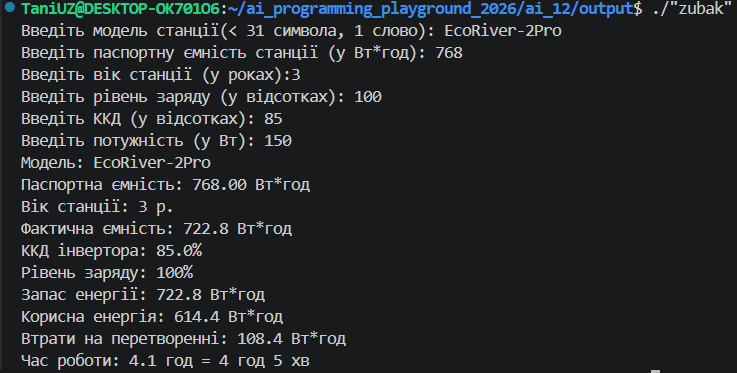 TaniUZ@DESKTOP-OK701O6:~/ai_programming_playground_2026/ai_12/output$ ./"zubak"
Введіть модель станції(< 31 символа, 1 слово): EcoRiver-2Pro
Введіть паспортну ємність станції (у Вт*год): 768
Введіть вік станції (у роках):3
Введіть рівень заряду (у відсотках): 100
Введіть ККД (у відсотках): 85
Введіть потужність (у Вт): 150
Модель: EcoRiver-2Pro
Паспортна ємність: 768.00 Вт*год
Вік станції: 3 р.
Фактична ємність: 722.8 Вт*год
ККД інвертора: 85.0%
Рівень заряду: 100%
Запас енергії: 722.8 Вт*год
Корисна енергія: 614.4 Вт*год
Втрати на перетворенні: 108.4 Вт*год
Час роботи: 4.1 год = 4 год 5 хв